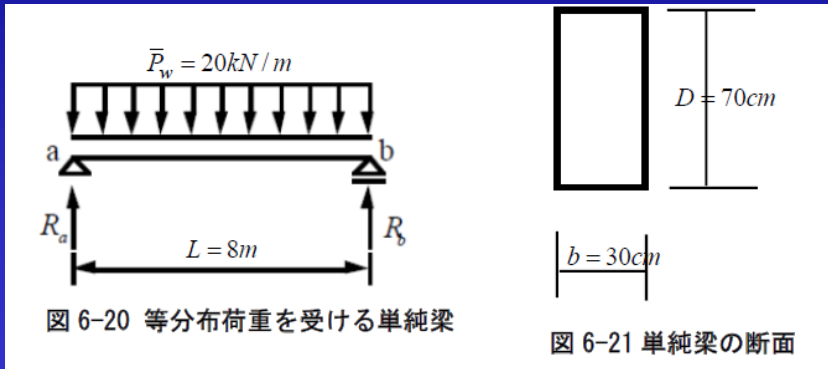 P̅w = 20kN / m
a
b
Ra
Rb
L = 8m
図 6-20 等分布荷重を受ける単純梁
D = 70cm
b = 30cm
図 6-21 単純梁の断面